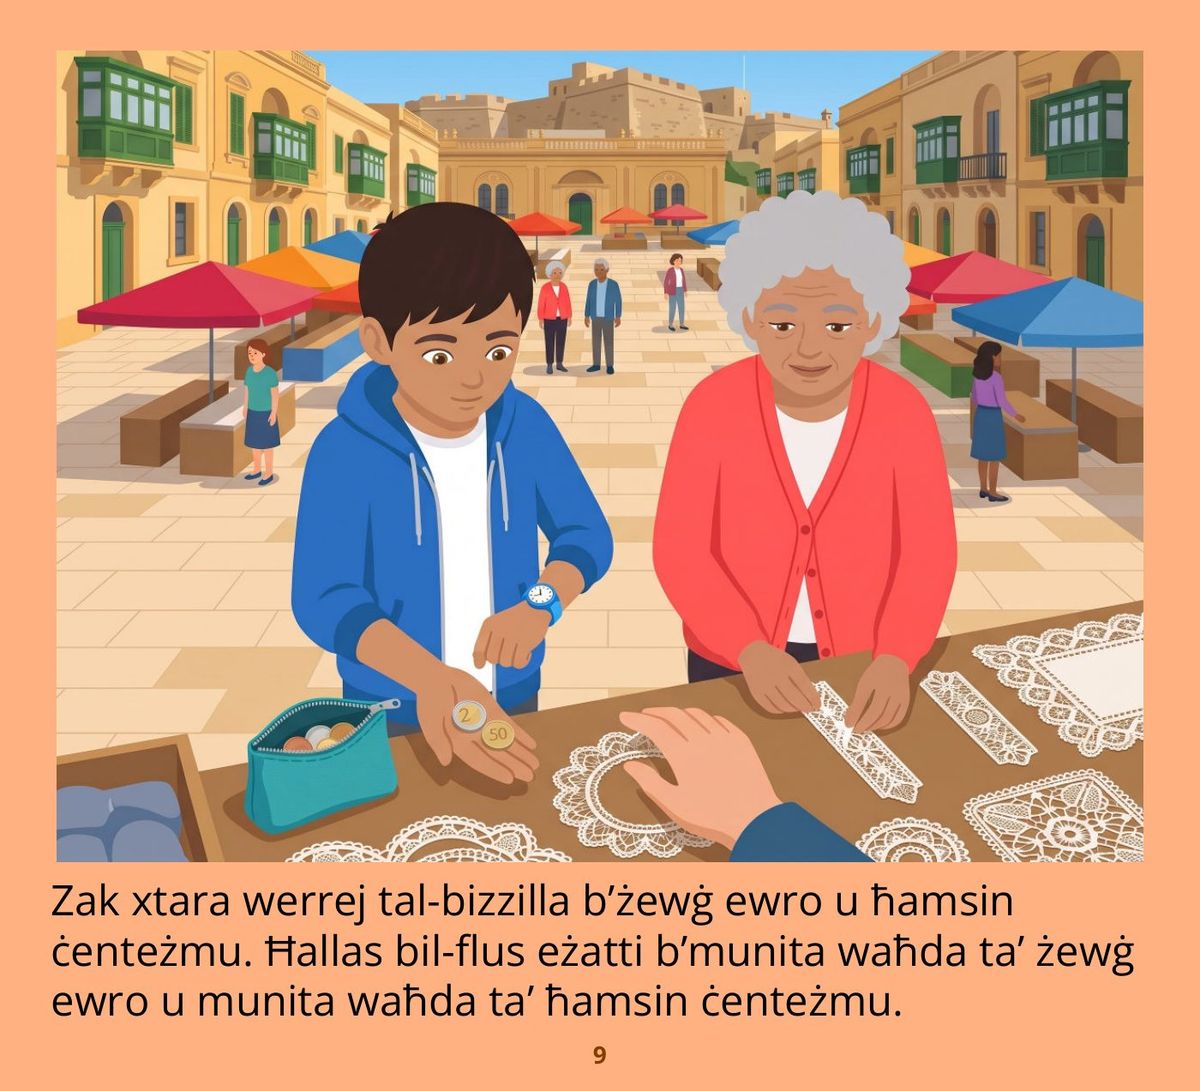 2
50
Zak xtara werrej tal-bizzilla b’żewġ ewro u ħamsin
ċenteżmu. Ħallas bil-flus eżatti b’munita waħda ta’ żewġ
ewro u munita waħda ta’ ħamsin ċenteżmu.
9